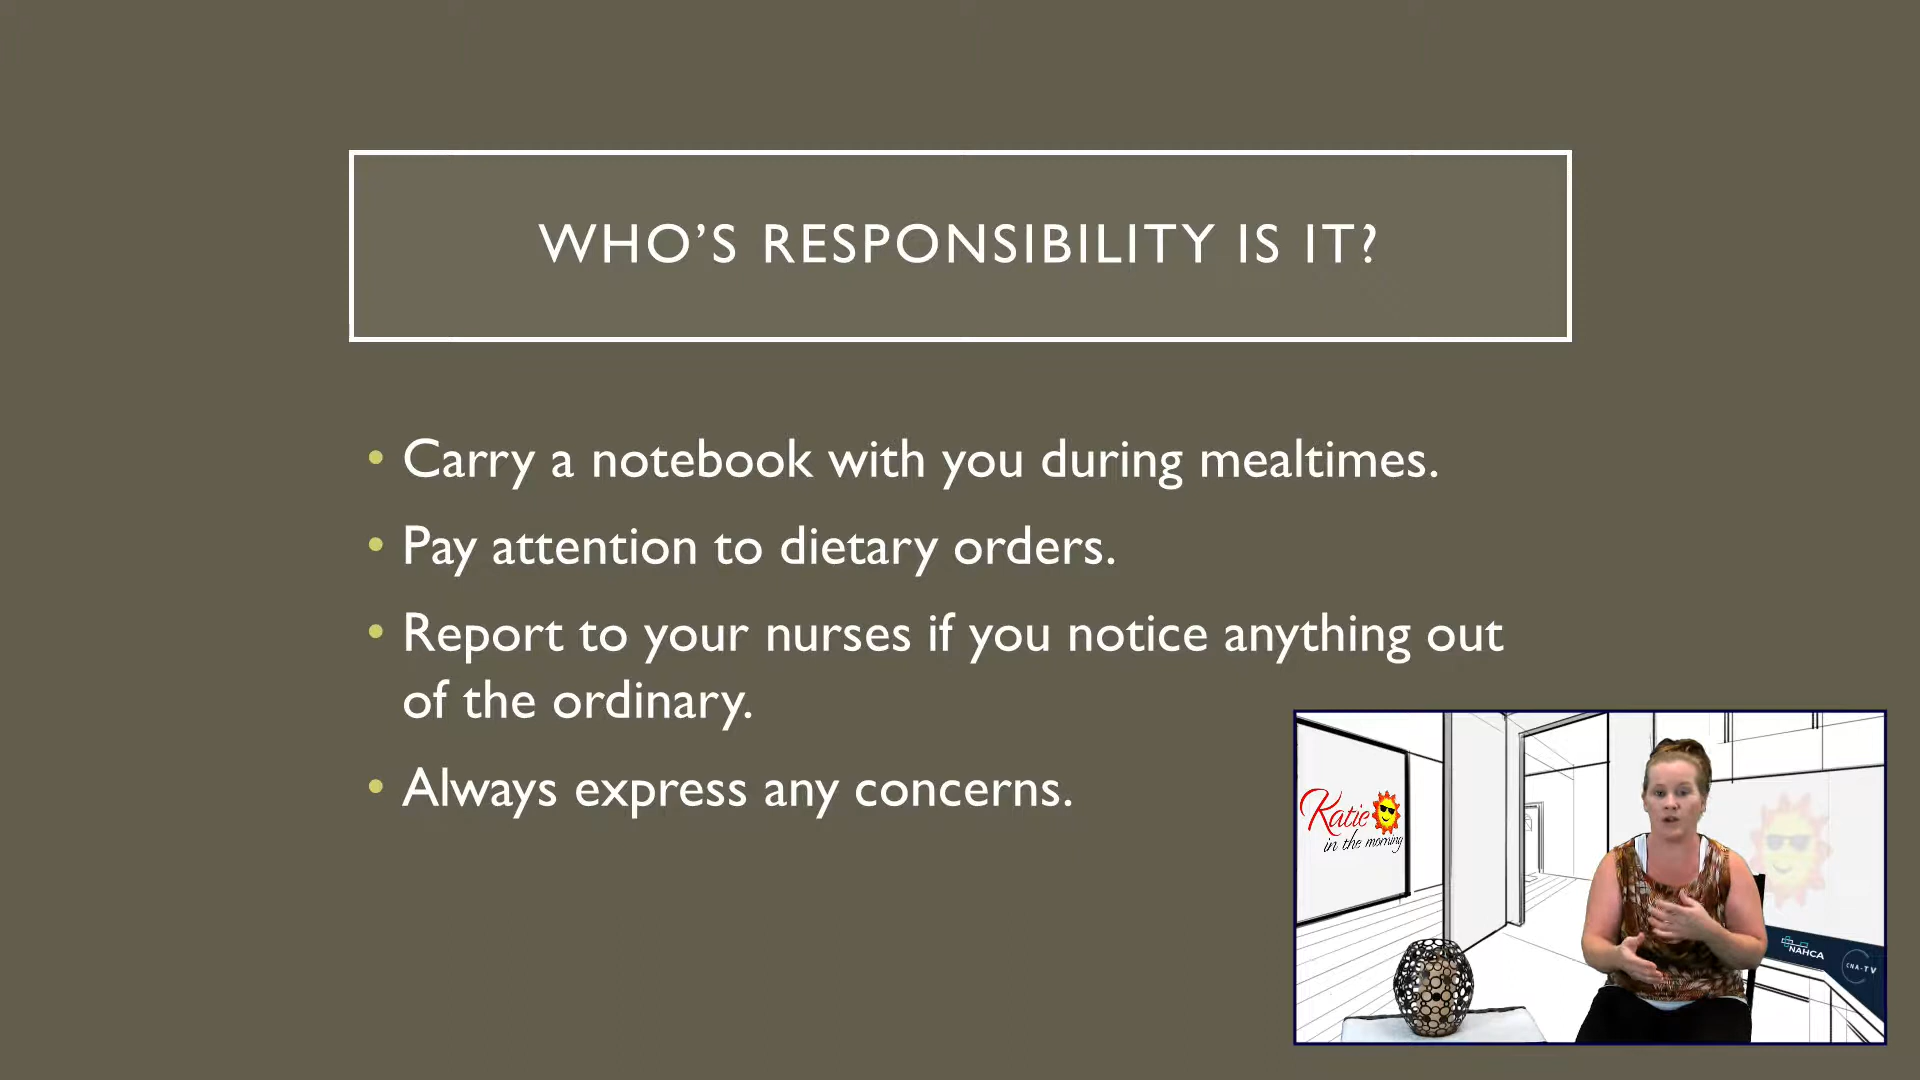 WHO'S RESPONSIBILITY IS IT?
• Carry a notebook with you during mealtimes.
• Pay attention to dietary orders.
• Report to your nurses if you notice anything out
of the ordinary.
• Always express any concerns.
Katie
in the morning
NAHCA
CNA-TV